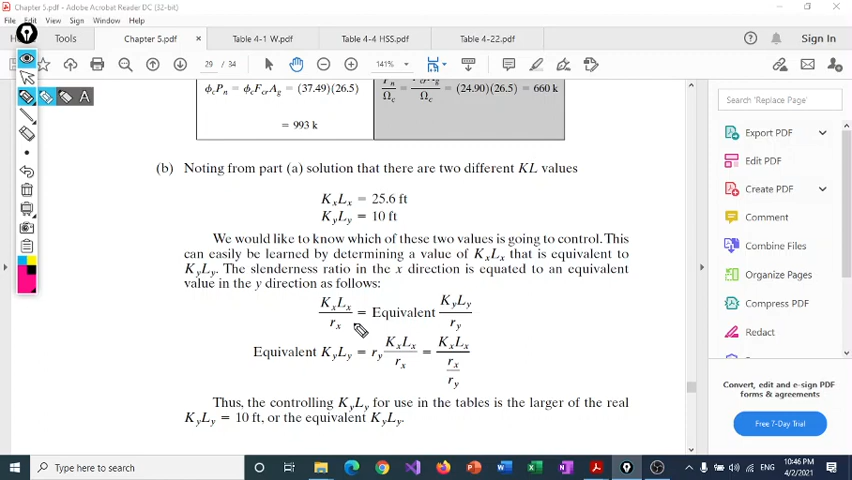 Chapter 5.pdf - Adobe Acrobat Reader DC (32-bit)
File Edit View Sign Window Help
Tools Chapter 5.pdf × Table 4-1 W.pdf Table 4-4 HSS.pdf Table 4-22.pdf Sign In
29 / 34 141%
ϕcPn = ϕcFcrAg = (37.49)(26.5)
= 993 k
Ωc = Ωc = (24.90)(26.5) = 660 k
(b) Noting from part (a) solution that there are two different KL values
KxLx = 25.6 ft
KyLy = 10 ft
We would like to know which of these two values is going to control. This
can easily be learned by determining a value of KxLx that is equivalent to
KyLy. The slenderness ratio in the x direction is equated to an equivalent
value in the y direction as follows:
KxLx/rx = Equivalent KyLy/ry
Equivalent KyLy = ry KxLx/rx = KxLx/(rx/ry)
Thus, the controlling KyLy for use in the tables is the larger of the real
KyLy = 10 ft, or the equivalent KyLy.
Search 'Replace Page'
Export PDF
Edit PDF
Create PDF
Comment
Combine Files
Organize Pages
Compress PDF
Redact
Convert, edit and e-sign PDF
forms & agreements
Free 7-Day Trial
A
Type here to search
ENG
10:46 PM
4/2/2021